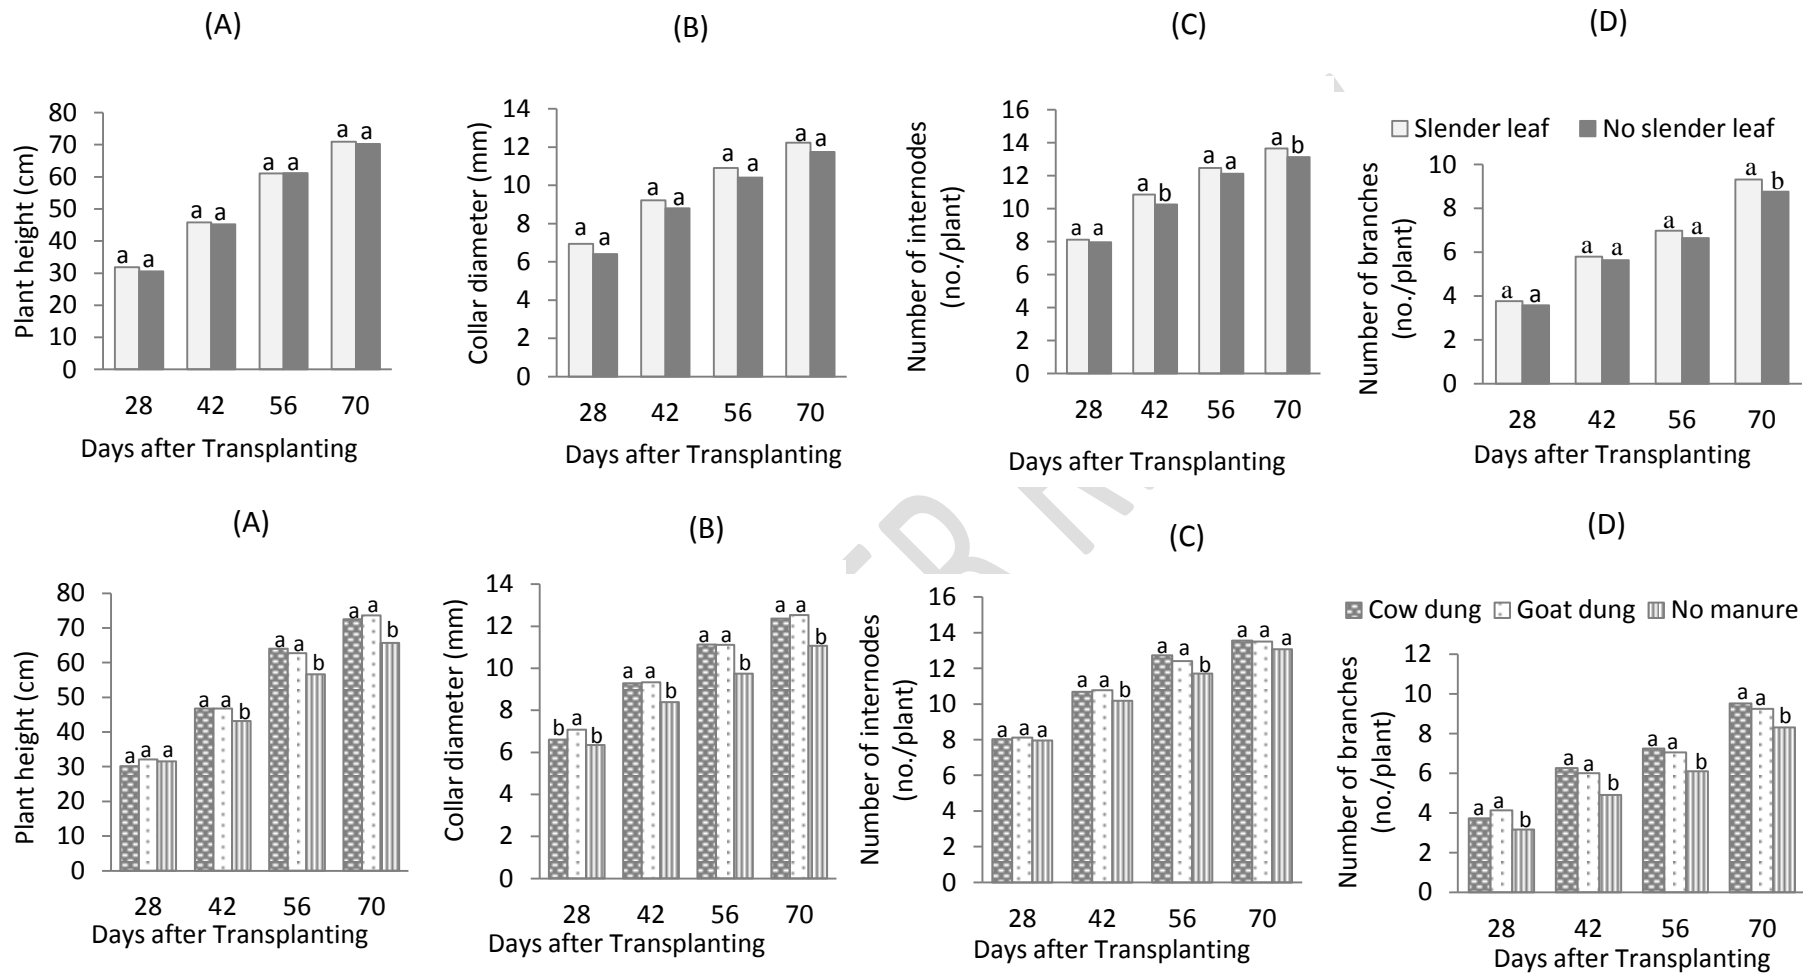 (A)
(B)
(C)
(D)
Plant height (cm)
80
70
60
50
40
30
20
10
0
a a a a a a a a
28 42 56 70
Days after Transplanting
Collar diameter (mm)
14
12
10
8
6
4
2
0
a a a a a a a a
28 42 56 70
Days after Transplanting
Number of internodes
(no./plant)
16
14
12
10
8
6
4
2
0
a a a b a a a b
28 42 56 70
Days after Transplanting
Slender leaf No slender leaf
Number of branches
(no./plant)
10
8
6
4
2
0
a a a a a a a b
28 42 56 70
Days after Transplanting
(A)
(B)
(C)
(D)
Plant height (cm)
80
70
60
50
40
30
20
10
0
a a a a a b a a b a a b
28 42 56 70
Days after Transplanting
Collar diameter (mm)
14
12
10
8
6
4
2
0
b a b a a b a a b a a b
28 42 56 70
Days after Transplanting
Number of internodes
(no./plant)
16
14
12
10
8
6
4
2
0
a a a a a b a a b a a a
28 42 56 70
Days after Transplanting
Cow dung Goat dung No manure
Number of branches
(no./plant)
12
10
8
6
4
2
0
a a b a a b a a b a a b
28 42 56 70
Days after Transplanting